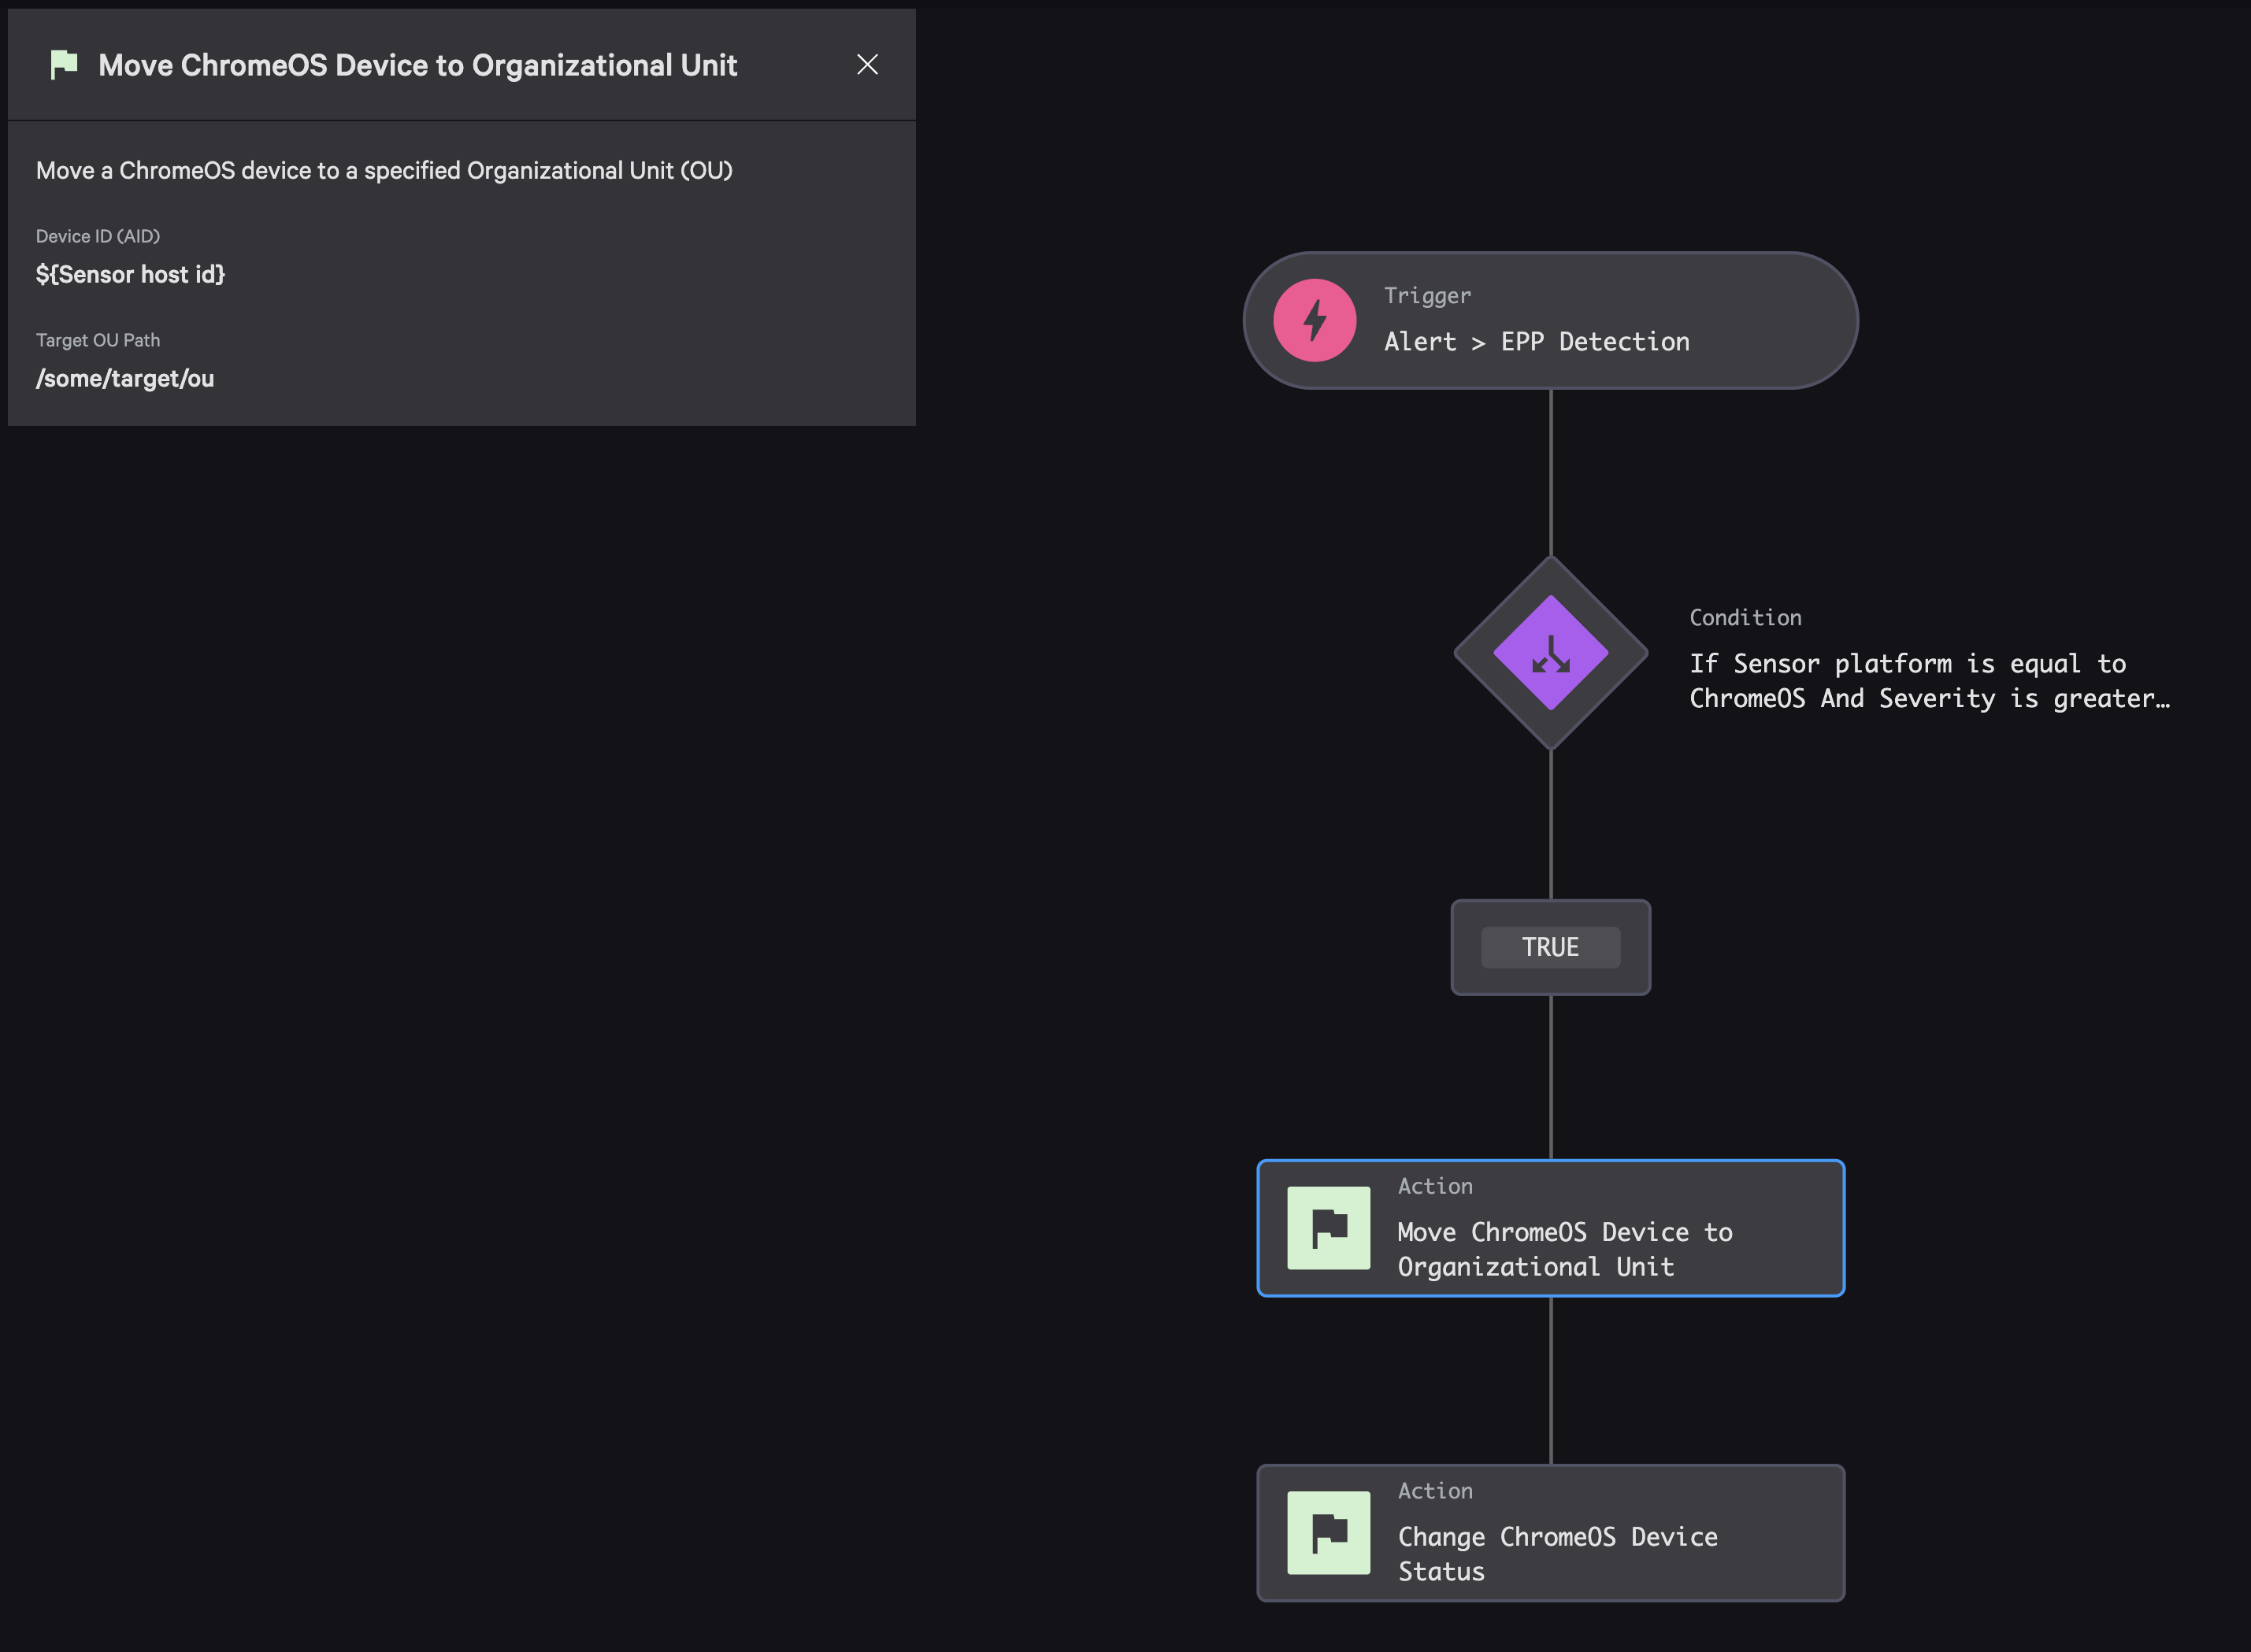 Move ChromeOS Device to Organizational Unit
Move a ChromeOS device to a specified Organizational Unit (OU)
Device ID (AID)
${Sensor host id}
Target OU Path
/some/target/ou
Trigger
Alert > EPP Detection
Condition
If Sensor platform is equal to
ChromeOS And Severity is greater…
TRUE
Action
Move ChromeOS Device to
Organizational Unit
Action
Change ChromeOS Device
Status